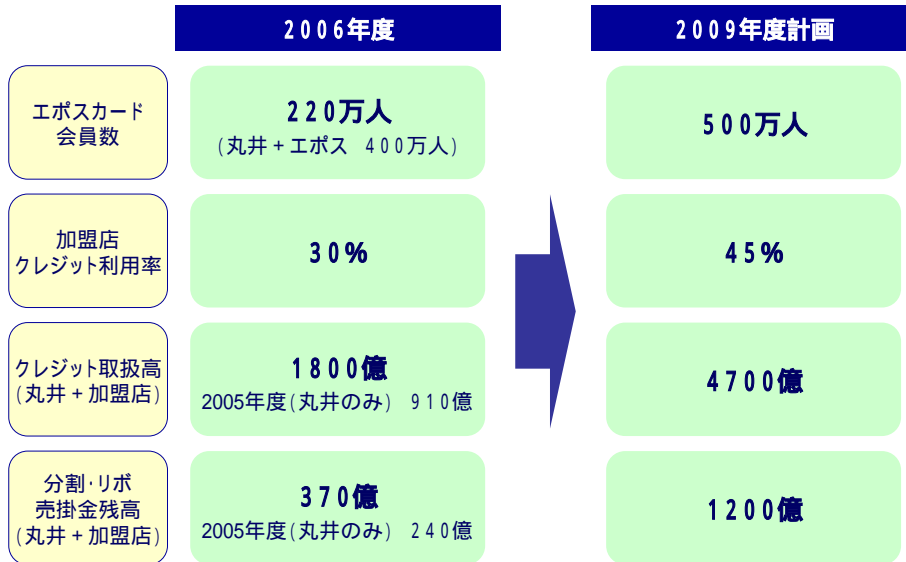 2006年度
2009年度計画
エポスカード
会員数
220万人
(丸井+エポス 400万人)
500万人
加盟店
クレジット利用率
30%
45%
クレジット取扱高
(丸井+加盟店)
1800億
2005年度(丸井のみ) 910億
4700億
分割・リボ
売掛金残高
(丸井+加盟店)
370億
2005年度(丸井のみ) 240億
1200億